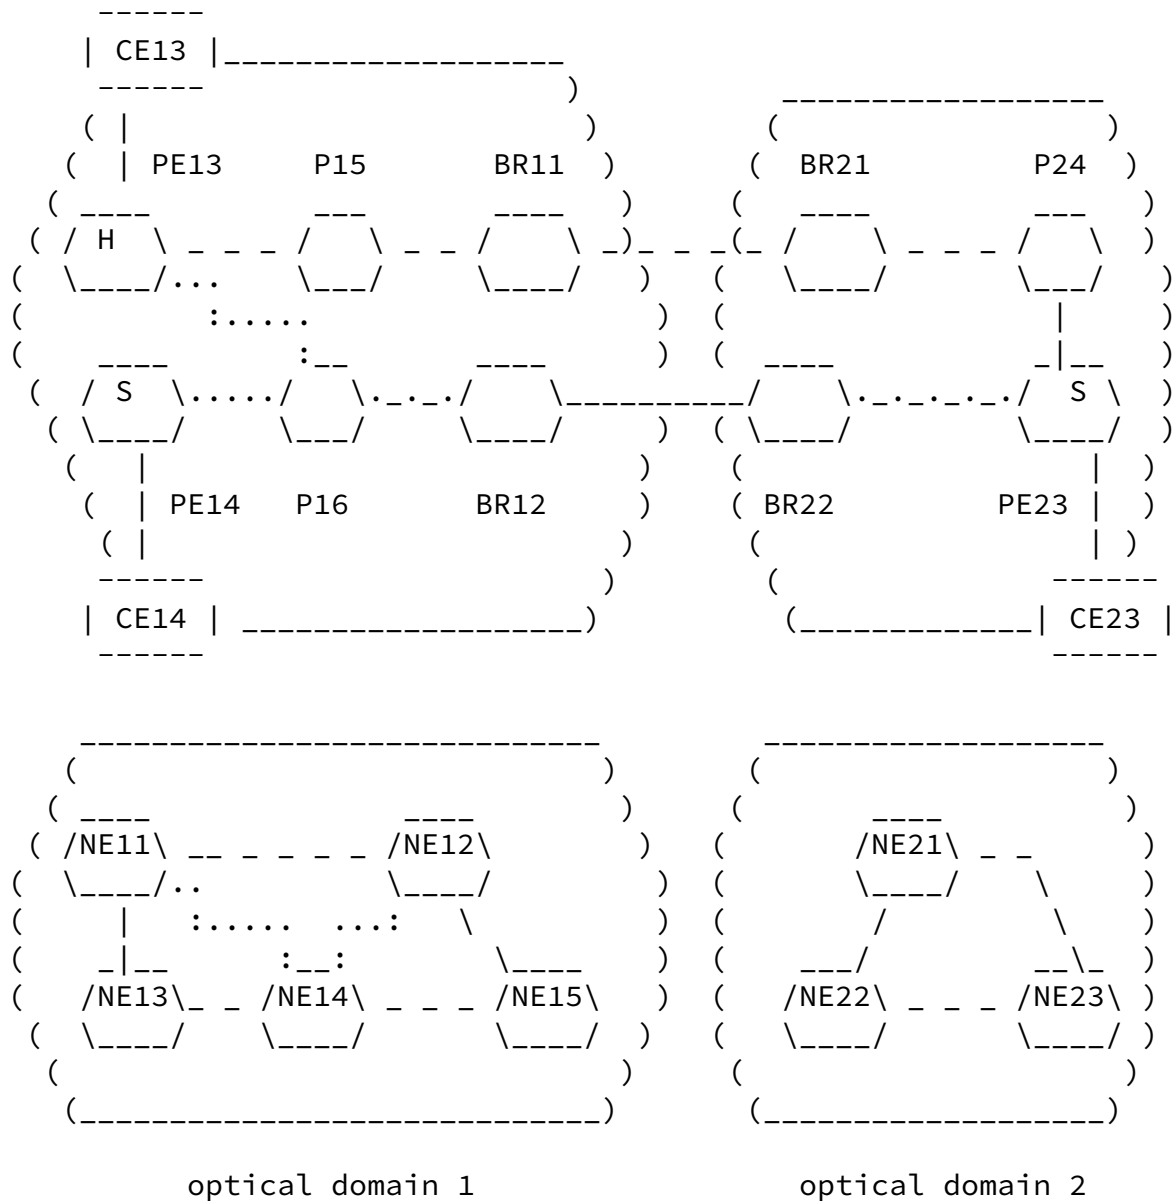 CE13
PE13 P15 BR11 BR21 P24
H
S S
PE14 P16 BR12 BR22 PE23
CE14 CE23
NE11 NE12 NE21
NE13 NE14 NE15 NE22 NE23
optical domain 1 optical domain 2